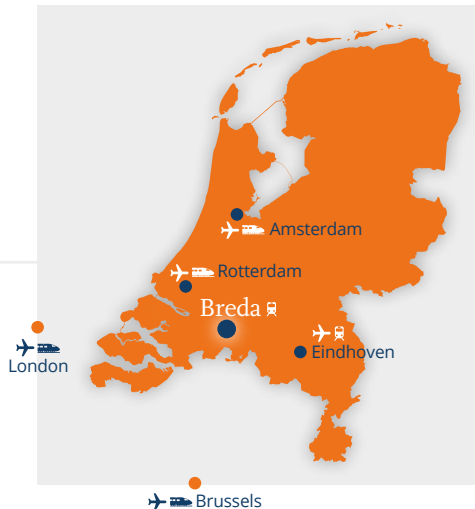 Amsterdam
Rotterdam
Breda
Eindhoven
London
Brussels